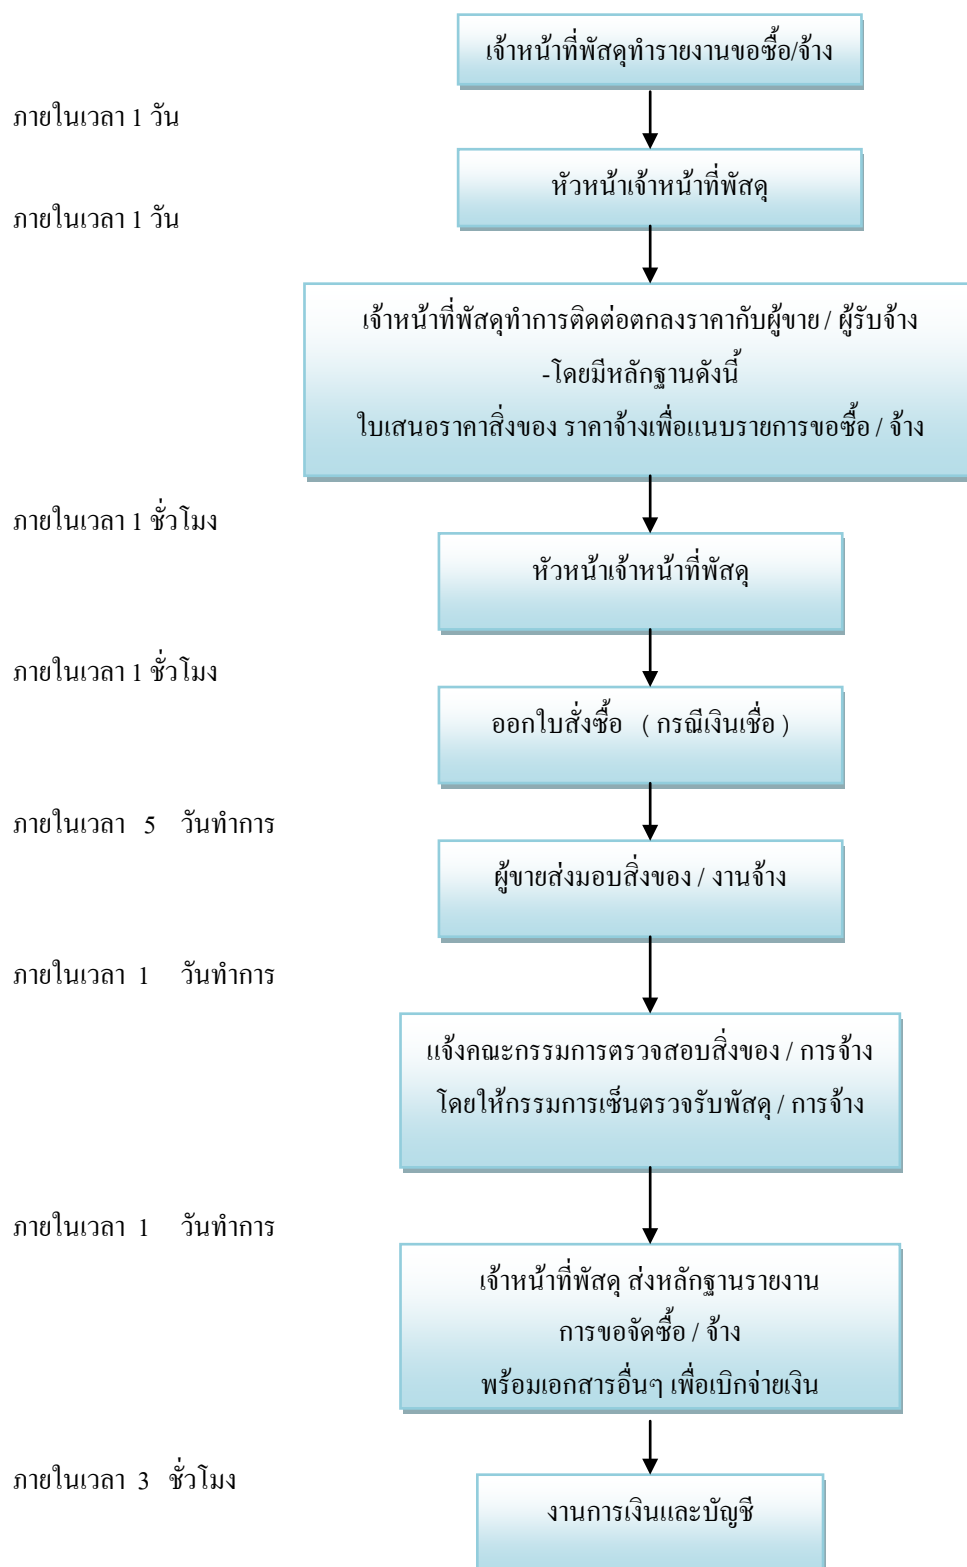 เจ้าหน้าที่พัสดุทำรายงานขอซื้อ/จ้าง
ภายในเวลา 1 วัน
หัวหน้าเจ้าหน้าที่พัสดุ
ภายในเวลา 1 วัน
เจ้าหน้าที่พัสดุทำการติดต่อตกลงราคากับผู้ขาย / ผู้รับจ้าง
-โดยมีหลักฐานดังนี้
ใบเสนอราคาสิ่งของ ราคาจ้างเพื่อแนบรายการขอซื้อ / จ้าง
ภายในเวลา 1 ชั่วโมง
หัวหน้าเจ้าหน้าที่พัสดุ
ภายในเวลา 1 ชั่วโมง
ออกใบสั่งซื้อ ( กรณีเงินเชื่อ )
ภายในเวลา 5 วันทำการ
ผู้ขายส่งมอบสิ่งของ / งานจ้าง
ภายในเวลา 1 วันทำการ
แจ้งคณะกรรมการตรวจสอบสิ่งของ / การจ้าง
โดยให้กรรมการเซ็นตรวจรับพัสดุ / การจ้าง
ภายในเวลา 1 วันทำการ
เจ้าหน้าที่พัสดุ ส่งหลักฐานรายงาน
การขอจัดซื้อ / จ้าง
พร้อมเอกสารอื่นๆ เพื่อเบิกจ่ายเงิน
ภายในเวลา 3 ชั่วโมง
งานการเงินและบัญชี